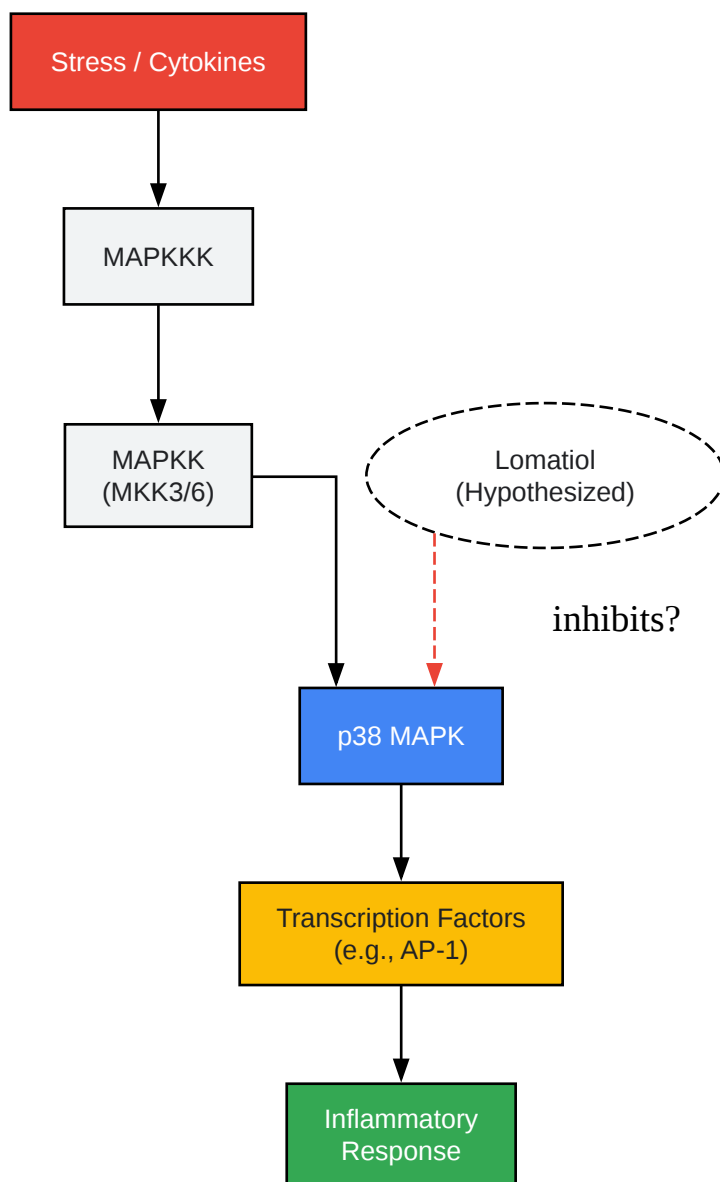 Stress / Cytokines
MAPKKK
MAPKK
(MKK3/6)
Lomatiol
(Hypothesized)
inhibits?
p38 MAPK
Transcription Factors
(e.g., AP-1)
Inflammatory
Response